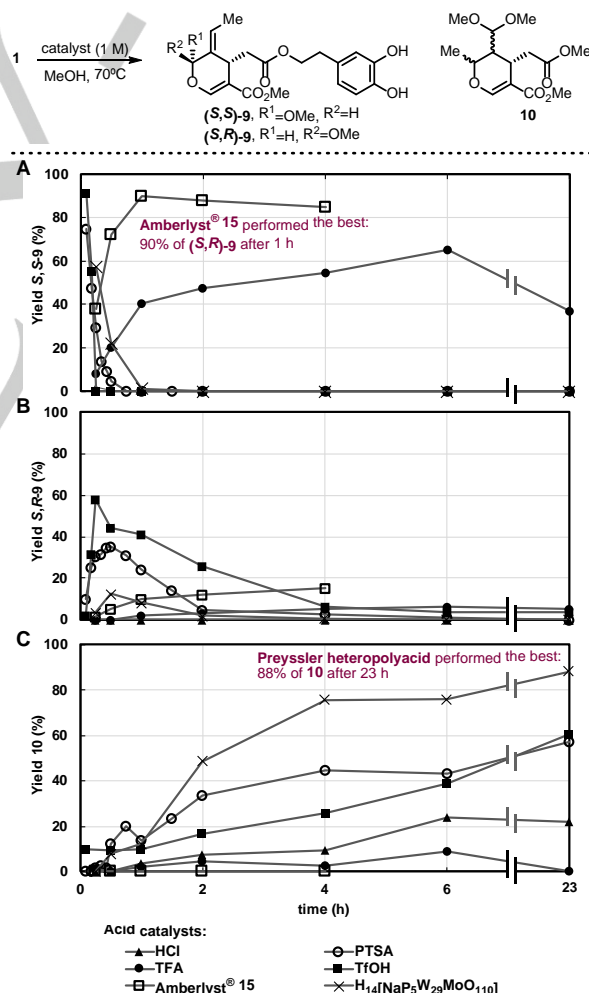 1 catalyst (1 M)
MeOH, 70ºC
R² R¹ Me
O CO₂Me
O O
OH
OH
(S,S)-9, R¹=OMe, R²=H
(S,R)-9, R¹=H, R²=OMe
MeO OMe
Me O
OMe
O CO₂Me
10
A
Yield S,S-9 (%)
100
80
60
40
20
0
Amberlyst® 15 performed the best:
90% of (S,R)-9 after 1 h
B
Yield S,R-9 (%)
100
80
60
40
20
0
C
Yield 10 (%)
100
80
60
40
20
0
Preyssler heteropolyacid performed the best:
88% of 10 after 23 h
0 2 4 6 23
time (h)
Acid catalysts:
HCl PTSA
TFA TfOH
Amberlyst® 15 H₁₄[NaP₅W₂₉MoO₁₁₀]